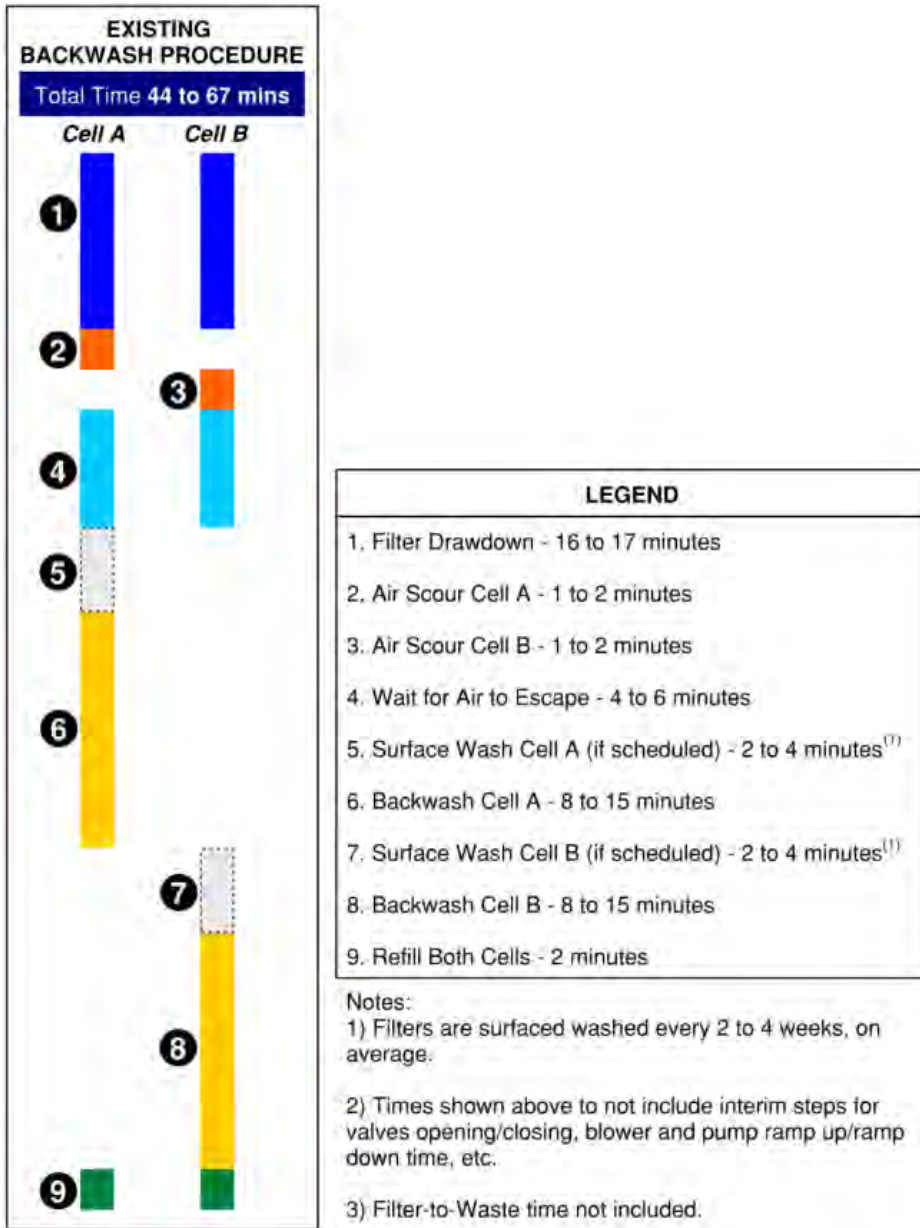 EXISTING
BACKWASH PROCEDURE
Total Time 44 to 67 mins
Cell A Cell B
1
2
3
4
5
6
7
8
9
LEGEND
1. Filter Drawdown - 16 to 17 minutes
2. Air Scour Cell A - 1 to 2 minutes
3. Air Scour Cell B - 1 to 2 minutes
4. Wait for Air to Escape - 4 to 6 minutes
5. Surface Wash Cell A (if scheduled) - 2 to 4 minutes(1)
6. Backwash Cell A - 8 to 15 minutes
7. Surface Wash Cell B (if scheduled) - 2 to 4 minutes(1)
8. Backwash Cell B - 8 to 15 minutes
9. Refill Both Cells - 2 minutes
Notes:
1) Filters are surfaced washed every 2 to 4 weeks, on
average.
2) Times shown above to not include interim steps for
valves opening/closing, blower and pump ramp up/ramp
down time, etc.
3) Filter-to-Waste time not included.